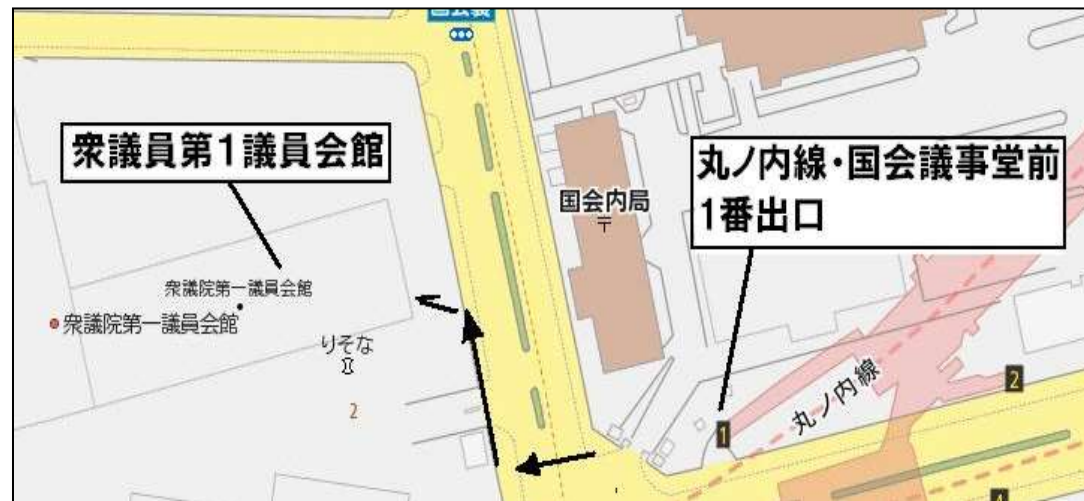 衆議員第1議員会館
丸ノ内線・国会議事堂前
1番出口
国会内局
〒
衆議院第一議員会館
衆議院第一議員会館
りそな
2
1
2
丸ノ内線